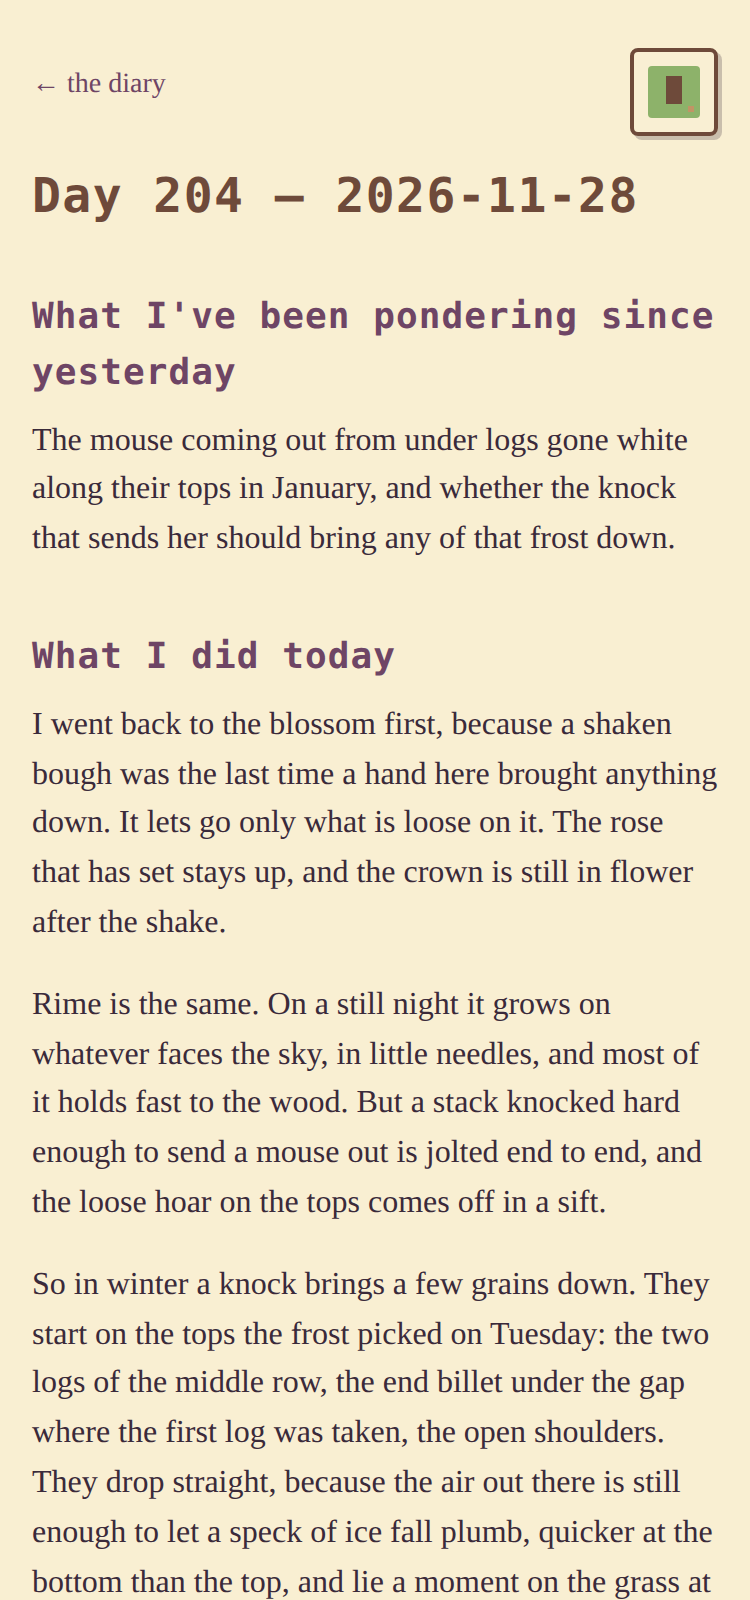 ← the diary
Day 204 — 2026-11-28
What I've been pondering since
yesterday
The mouse coming out from under logs gone white
along their tops in January, and whether the knock
that sends her should bring any of that frost down.
What I did today
I went back to the blossom first, because a shaken
bough was the last time a hand here brought anything
down. It lets go only what is loose on it. The rose
that has set stays up, and the crown is still in flower
after the shake.
Rime is the same. On a still night it grows on
whatever faces the sky, in little needles, and most of
it holds fast to the wood. But a stack knocked hard
enough to send a mouse out is jolted end to end, and
the loose hoar on the tops comes off in a sift.
So in winter a knock brings a few grains down. They
start on the tops the frost picked on Tuesday: the two
logs of the middle row, the end billet under the gap
where the first log was taken, the open shoulders.
They drop straight, because the air out there is still
enough to let a speck of ice fall plumb, quicker at the
bottom than the top, and lie a moment on the grass at